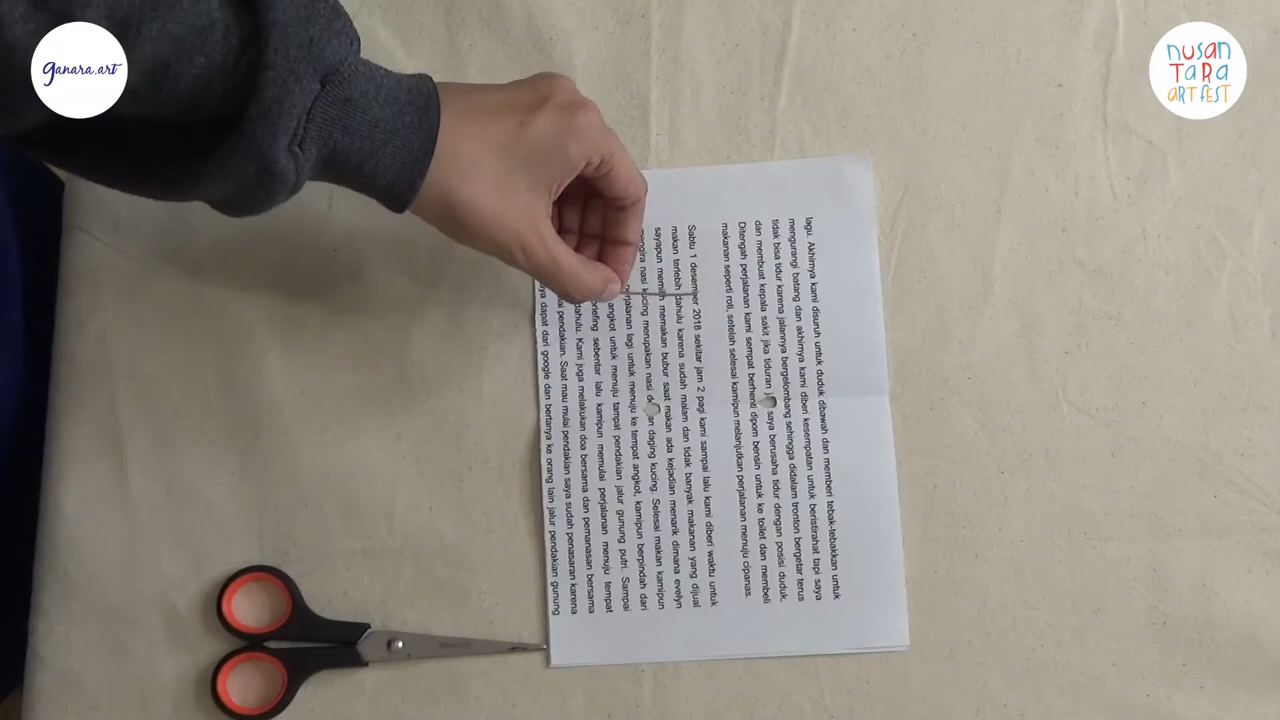 ganara.art
nusan
TaRa
ART FEST
lagu. Akhirnya kami disuruh untuk duduk dibawah dan memberi tebak-tebakkan untuk
mengurangi batang dan akhirnya kami diberi kesempatan untuk beristirahat tapi saya
tidak bisa tidur karena jalannya bergelombang sehingga didalam tronton bergetar terus
dan membuat kepala sakit jika tiduran saya berusaha tidur dengan posisi duduk.
Ditengah perjalanan kami sempat berhenti dipom bensin untuk ke toilet dan membeli
makanan seperti roti, setelah selesai kamipun melanjutkan perjalanan menuju cipanas.
Sabtu 1 desember 2018 sekitar jam 2 pagi kami sampai lalu kami diberi waktu untuk
makan terlebih dahulu karena sudah malam dan tidak banyak makanan yang dijual
sayapun memilih memakan bubur saat makan ada kejadian menarik dimana evelyn
nasi kucing merupakan nasi daging kucing. Selesai makan kamipun
perjalanan lagi untuk menuju ke tempat angkot, kamipun berpindah dari
angkot untuk menuju tampat pendakian jalur gunung putri. Sampai
briefing sebentar lalu kamipun memulai perjalanan menuju tempat
dahulu. Kami juga melakukan doa bersama dan pemanasan bersama
pendakian. Saat mau mulai pendakian saya sudah penasaran karena
saya dapat dari google dan bertanya ke orang lain jalur pendakian gunung